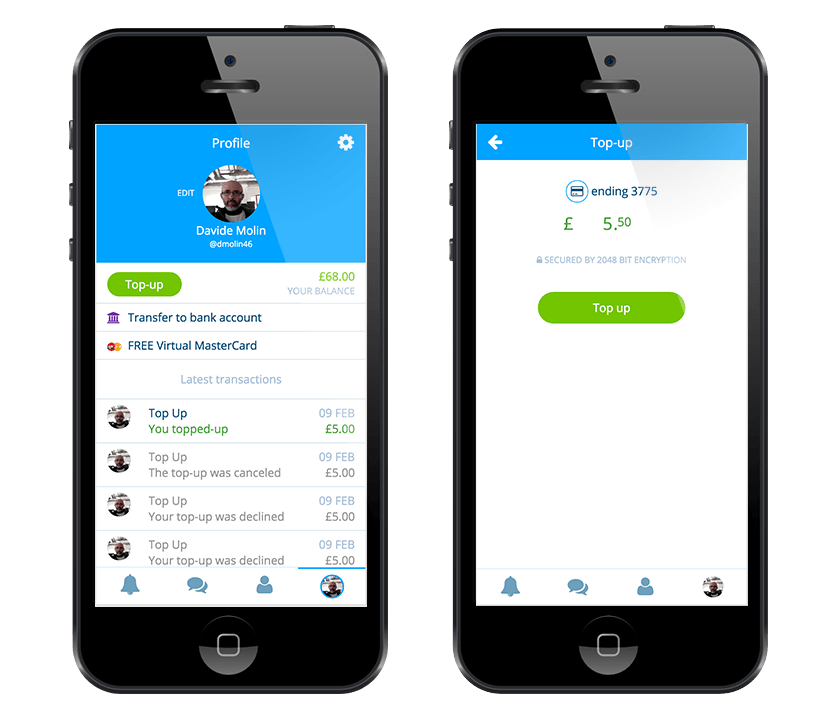 Profile
EDIT
Davide Molin
@dmolin46
Top-up
£68.00
YOUR BALANCE
Transfer to bank account
FREE Virtual MasterCard
Latest transactions
Top Up 09 FEB
You topped-up £5.00
Top Up 09 FEB
The top-up was canceled £5.00
Top Up 09 FEB
Your top-up was declined £5.00
Top Up 09 FEB
Your top-up was declined £5.00
Top-up
ending 3775
£ 5.50
SECURED BY 2048 BIT ENCRYPTION
Top up